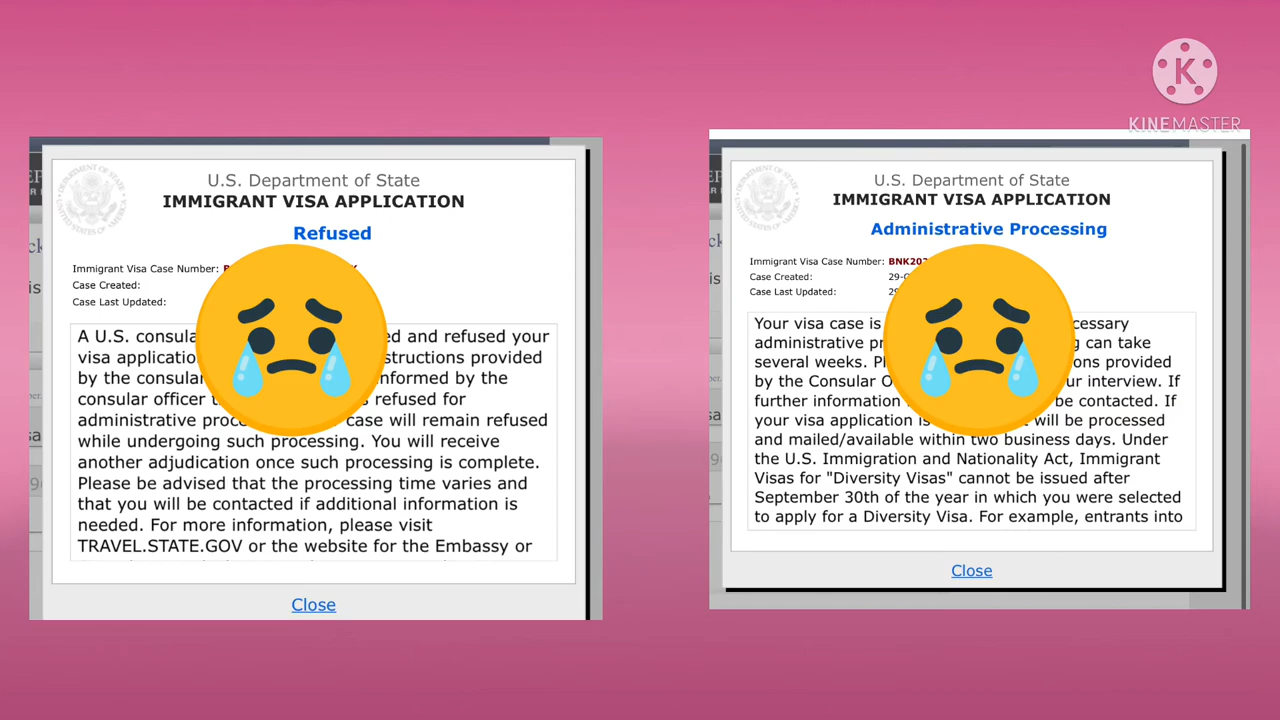 KINEMASTER
U.S. Department of State
IMMIGRANT VISA APPLICATION
Refused
Immigrant Visa Case Number:
Case Created:
Case Last Updated:
A U.S. consula ed and refused your
visa applicatio structions provided
by the consular informed by the
consular officer s refused for
administrative proc case will remain refused
while undergoing such processing. You will receive
another adjudication once such processing is complete.
Please be advised that the processing time varies and
that you will be contacted if additional information is
needed. For more information, please visit
TRAVEL.STATE.GOV or the website for the Embassy or
Close
U.S. Department of State
IMMIGRANT VISA APPLICATION
Administrative Processing
Immigrant Visa Case Number: BNK202
Case Created: 29-
Case Last Updated: 29
Your visa case is cessary
administrative pr g can take
several weeks. Pl ons provided
by the Consular O ur interview. If
further information be contacted. If
your visa application is will be processed
and mailed/available within two business days. Under
the U.S. Immigration and Nationality Act, Immigrant
Visas for "Diversity Visas" cannot be issued after
September 30th of the year in which you were selected
to apply for a Diversity Visa. For example, entrants into
Close